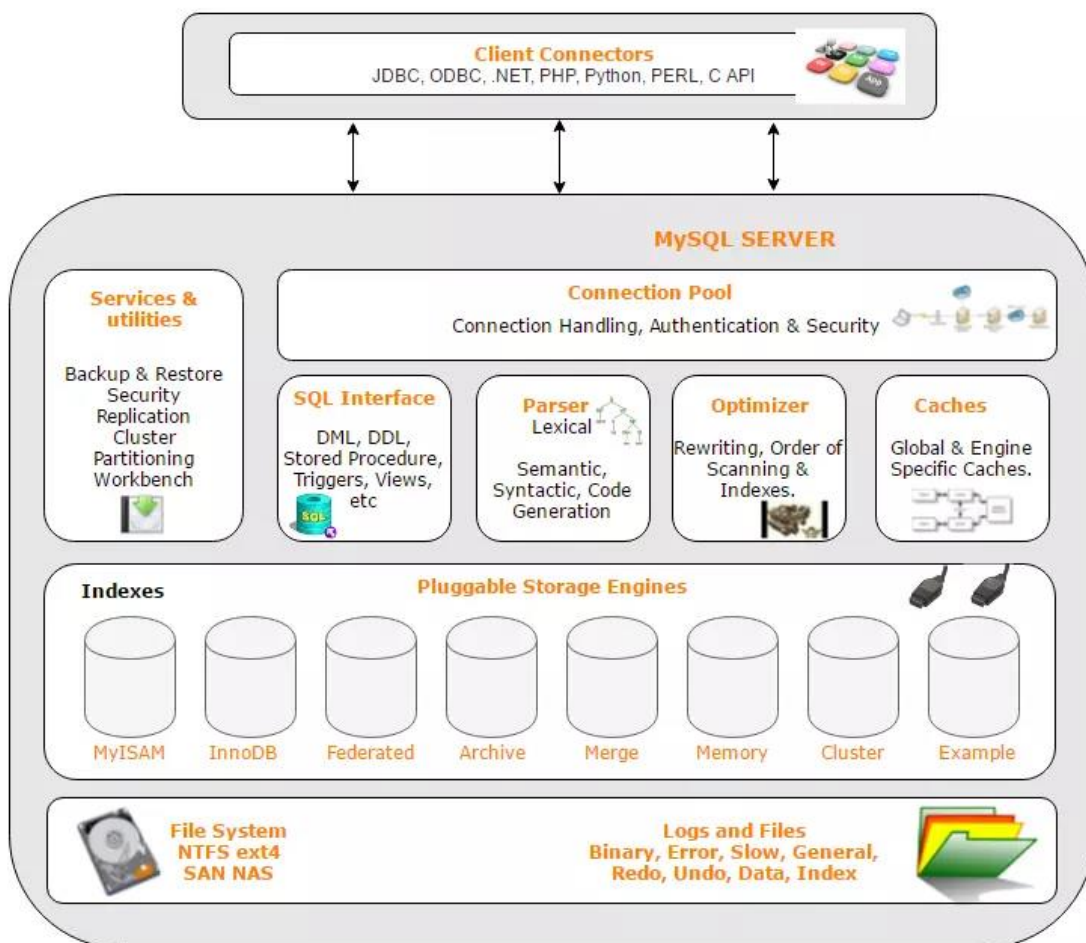 Client Connectors
JDBC, ODBC, .NET, PHP, Python, PERL, C API
App
MySQL SERVER
Services &
utilities
Backup & Restore
Security
Replication
Cluster
Partitioning
Workbench
Connection Pool
Connection Handling, Authentication & Security
SQL Interface
DML, DDL,
Stored Procedure,
Triggers, Views,
etc
SQL
Parser
Lexical
Semantic,
Syntactic, Code
Generation
Optimizer
Rewriting, Order of
Scanning &
Indexes.
Caches
Global & Engine
Specific Caches.
Indexes
Pluggable Storage Engines
MyISAM
InnoDB
Federated
Archive
Merge
Memory
Cluster
Example
File System
NTFS ext4
SAN NAS
Logs and Files
Binary, Error, Slow, General,
Redo, Undo, Data, Index